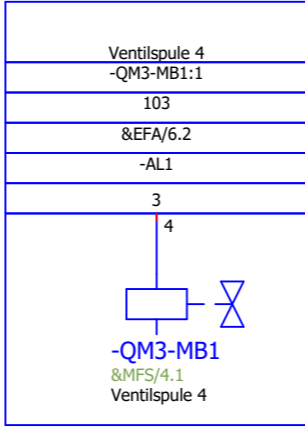 Ventilspule 4
-QM3-MB1:1
103
&EFA/6.2
-AL1
3
4
-QM3-MB1
&MFS/4.1
Ventilspule 4